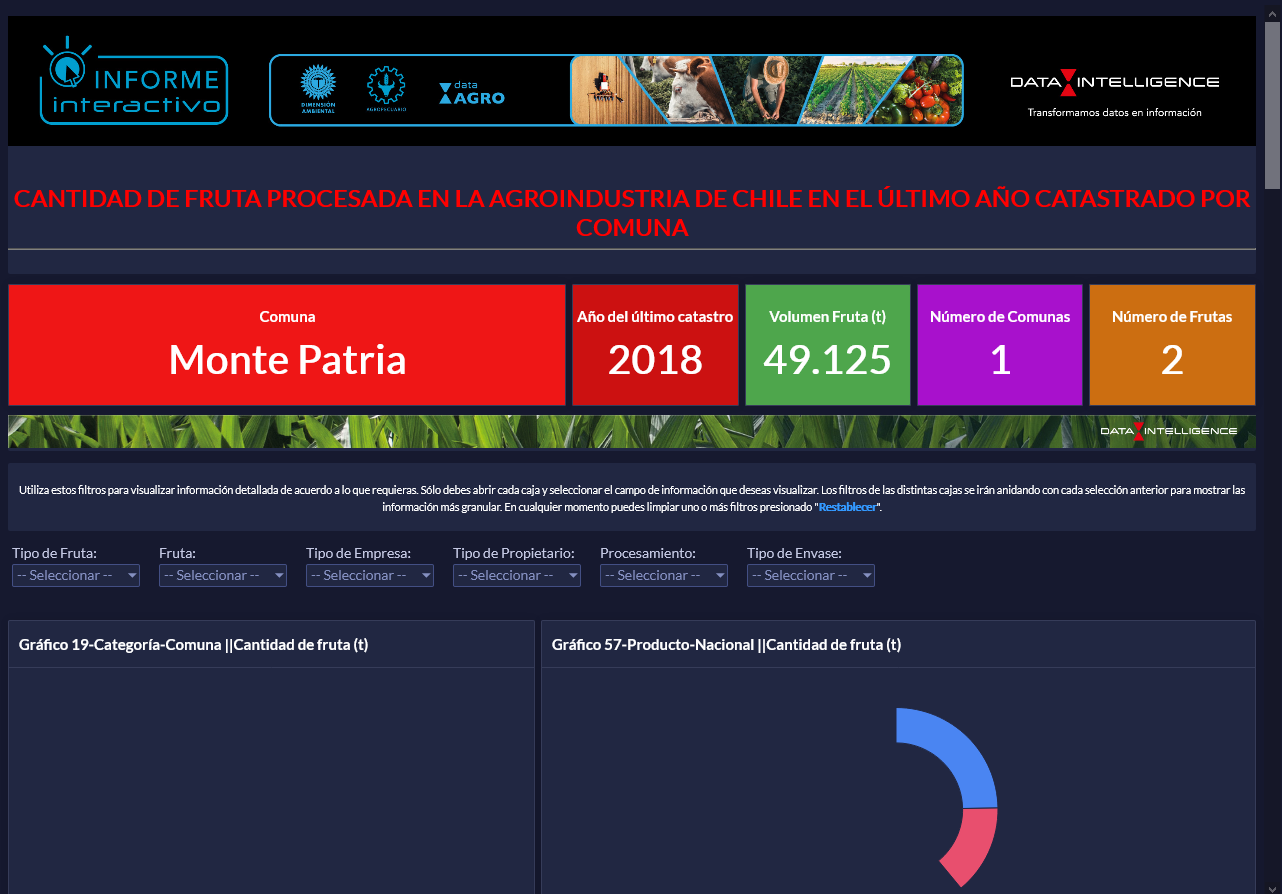 INFORME
interactivo
DIMENSIÓN
AMBIENTAL
AGROPECUARIO
data
AGRO
DATA INTELLIGENCE
Transformamos datos en información
CANTIDAD DE FRUTA PROCESADA EN LA AGROINDUSTRIA DE CHILE EN EL ÚLTIMO AÑO CATASTRADO POR
COMUNA
Comuna
Monte Patria
Año del último catastro
2018
Volumen Fruta (t)
49.125
Número de Comunas
1
Número de Frutas
2
DATA INTELLIGENCE
Utiliza estos filtros para visualizar información detallada de acuerdo a lo que requieras. Sólo debes abrir cada caja y seleccionar el campo de información que deseas visualizar. Los filtros de las distintas cajas se irán anidando con cada selección anterior para mostrar las
información más granular. En cualquier momento puedes limpiar uno o más filtros presionado "Restablecer".
Tipo de Fruta: Fruta: Tipo de Empresa: Tipo de Propietario: Procesamiento: Tipo de Envase:
-- Seleccionar -- -- Seleccionar -- -- Seleccionar -- -- Seleccionar -- -- Seleccionar -- -- Seleccionar --
Gráfico 19-Categoría-Comuna ||Cantidad de fruta (t)
Gráfico 57-Producto-Nacional ||Cantidad de fruta (t)